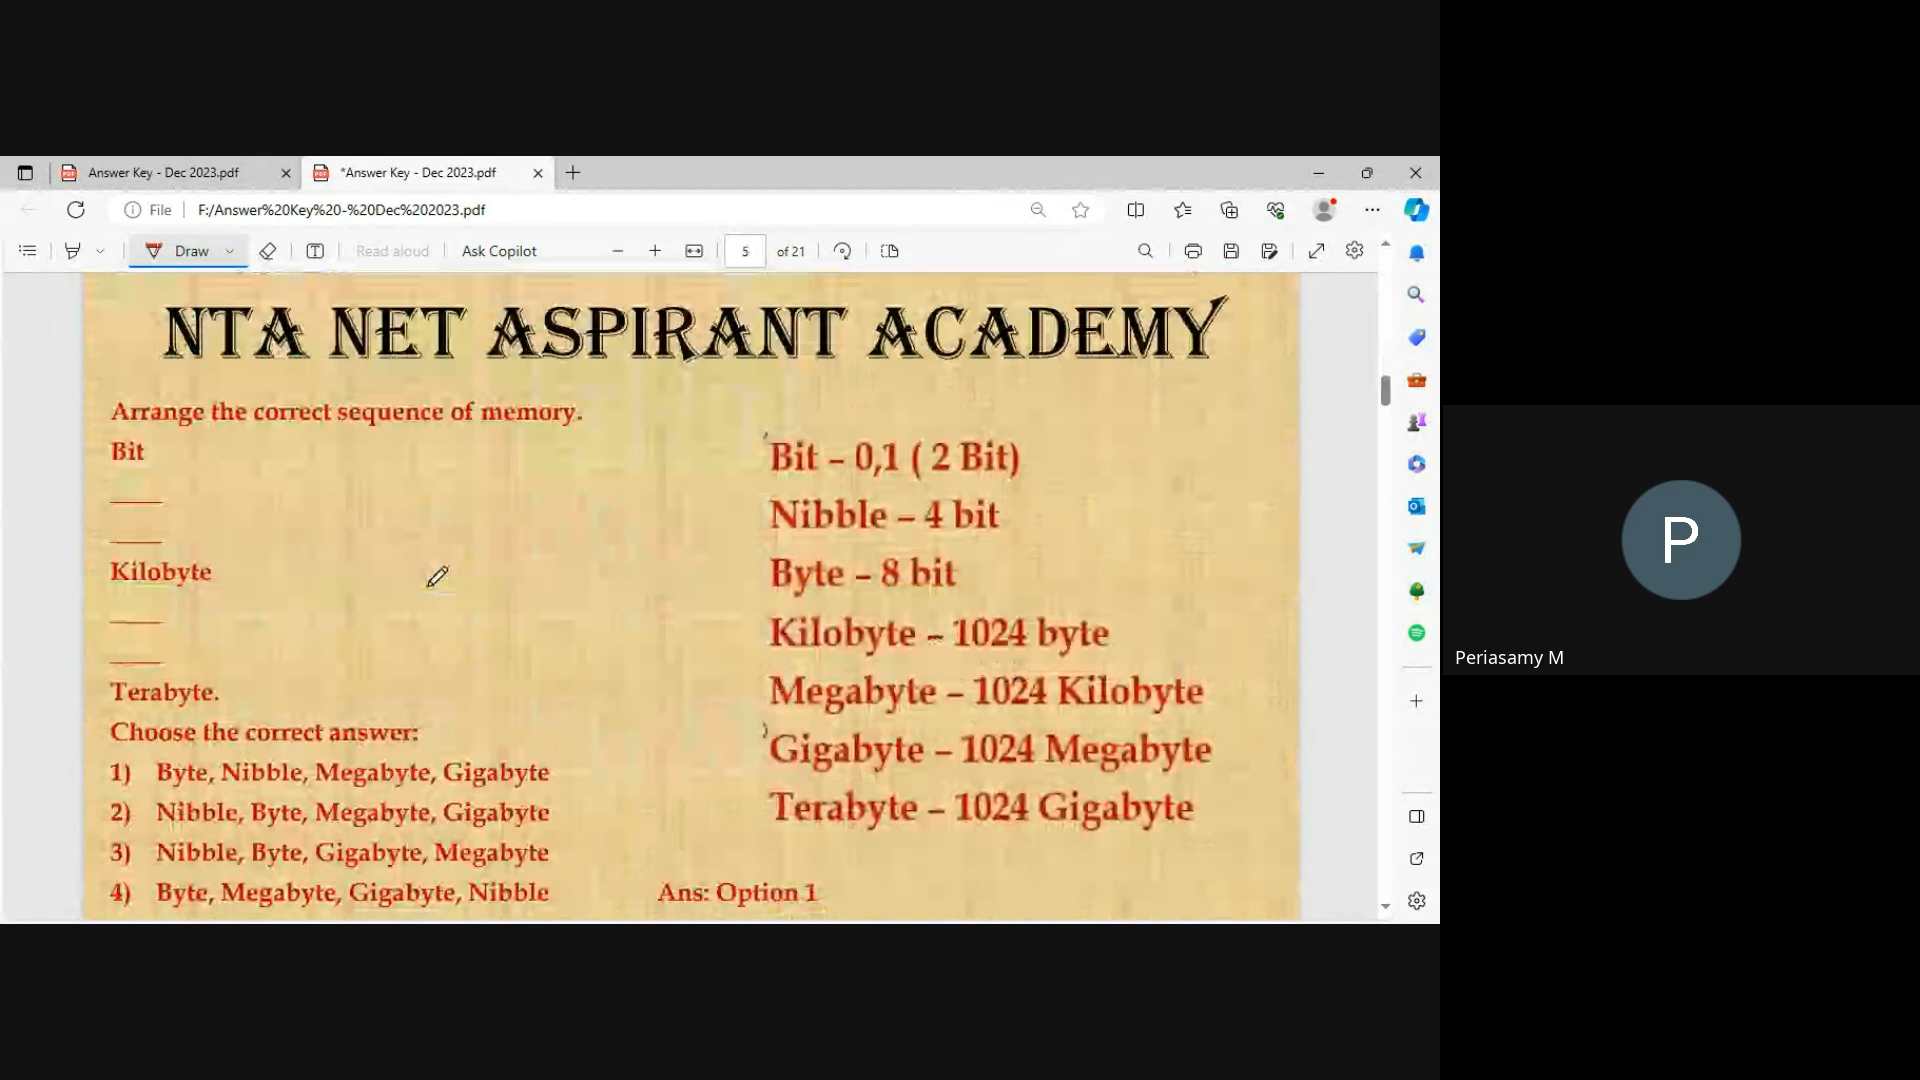 Answer Key - Dec 2023.pdf
*Answer Key - Dec 2023.pdf
File
F:/Answer%20Key%20-%20Dec%202023.pdf
Draw
Read aloud
Ask Copilot
5
of 21
NTA NET ASPIRANT ACADEMY
Arrange the correct sequence of memory.
Bit
____
____
Kilobyte
____
____
Terabyte.
Choose the correct answer:
1) Byte, Nibble, Megabyte, Gigabyte
2) Nibble, Byte, Megabyte, Gigabyte
3) Nibble, Byte, Gigabyte, Megabyte
4) Byte, Megabyte, Gigabyte, Nibble
Ans: Option 1
Bit – 0,1 ( 2 Bit)
Nibble – 4 bit
Byte – 8 bit
Kilobyte – 1024 byte
Megabyte – 1024 Kilobyte
Gigabyte – 1024 Megabyte
Terabyte – 1024 Gigabyte
P
Periasamy M